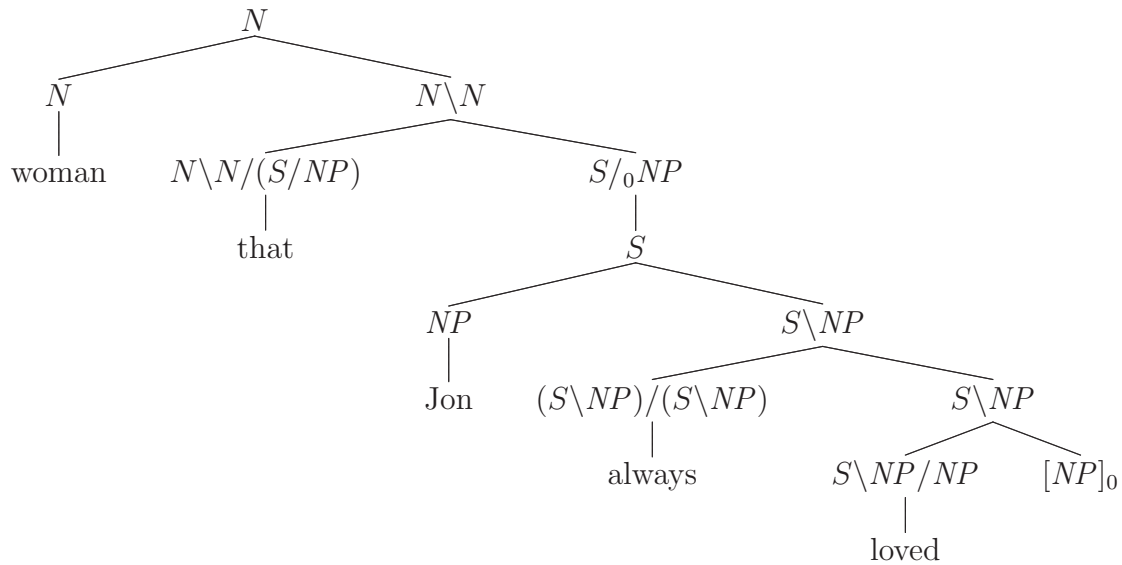 N
N N\N
woman N\N/(S/NP) S/₀NP
that S
NP S\NP
Jon (S\NP)/(S\NP) S\NP
always S\NP/NP [NP]₀
loved